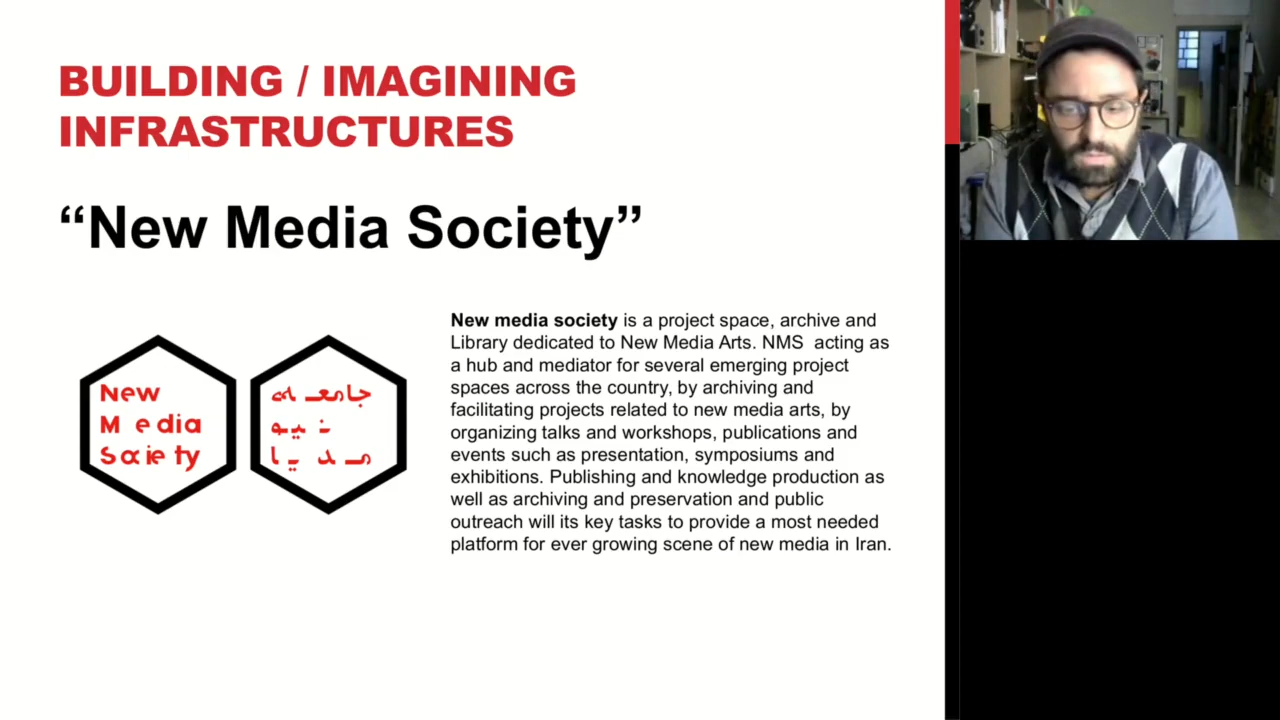 BUILDING / IMAGINING
INFRASTRUCTURES
“New Media Society”
New
Media
Society
جامعه
نیو
مدیا
New media society is a project space, archive and
Library dedicated to New Media Arts. NMS  acting as
a hub and mediator for several emerging project
spaces across the country, by archiving and
facilitating projects related to new media arts, by
organizing talks and workshops, publications and
events such as presentation, symposiums and
exhibitions. Publishing and knowledge production as
well as archiving and preservation and public
outreach will its key tasks to provide a most needed
platform for ever growing scene of new media in Iran.